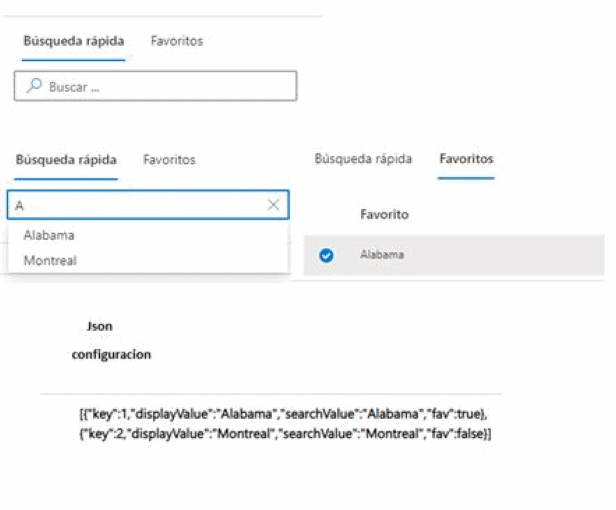 Búsqueda rápida Favoritos
Buscar ...
Búsqueda rápida Favoritos
A
Alabama
Montreal
Búsqueda rápida Favoritos
Favorito
Alabama
Json
configuracion
[{"key":1,"displayValue":"Alabama","searchValue":"Alabama","fav":true},
{"key":2,"displayValue":"Montreal","searchValue":"Montreal","fav":false}]